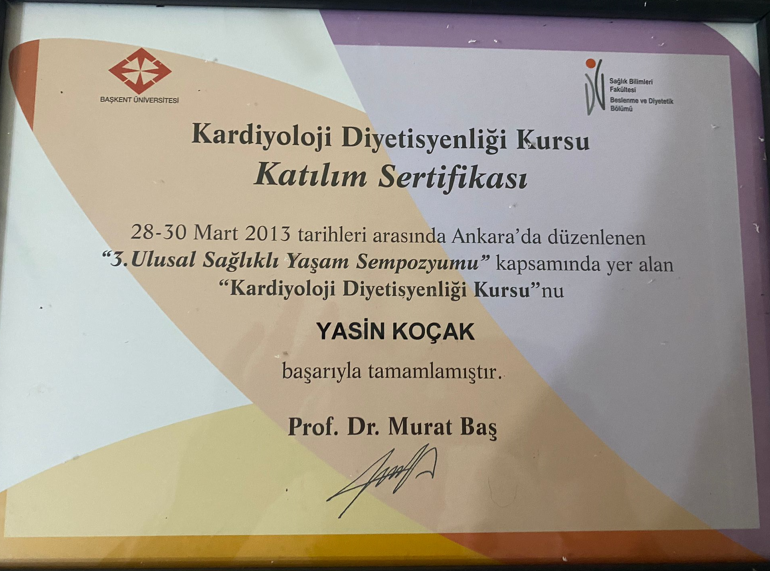 BAŞKENT ÜNİVERSİTESİ
Sağlık Bilimleri
Fakültesi
Beslenme ve Diyetetik
Bölümü
Kardiyoloji Diyetisyenliği Kursu
Katılım Sertifikası
28-30 Mart 2013 tarihleri arasında Ankara'da düzenlenen
“3.Ulusal Sağlıklı Yaşam Sempozyumu” kapsamında yer alan
“Kardiyoloji Diyetisyenliği Kursu”nu
YASİN KOÇAK
başarıyla tamamlamıştır.
Prof. Dr. Murat Baş